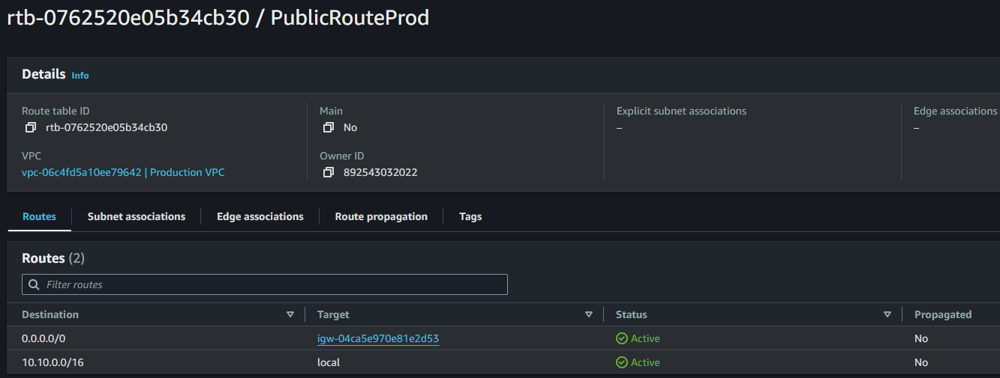 rtb-0762520e05b34cb30 / PublicRouteProd
Details Info
Route table ID
rtb-0762520e05b34cb30
Main
No
Explicit subnet associations
–
Edge associations
–
VPC
vpc-06c4fd5a10ee79642 | Production VPC
Owner ID
892543032022
Routes Subnet associations Edge associations Route propagation Tags
Routes (2)
Filter routes
Destination Target Status Propagated
0.0.0.0/0 igw-04ca5e970e81e2d53 Active No
10.10.0.0/16 local Active No